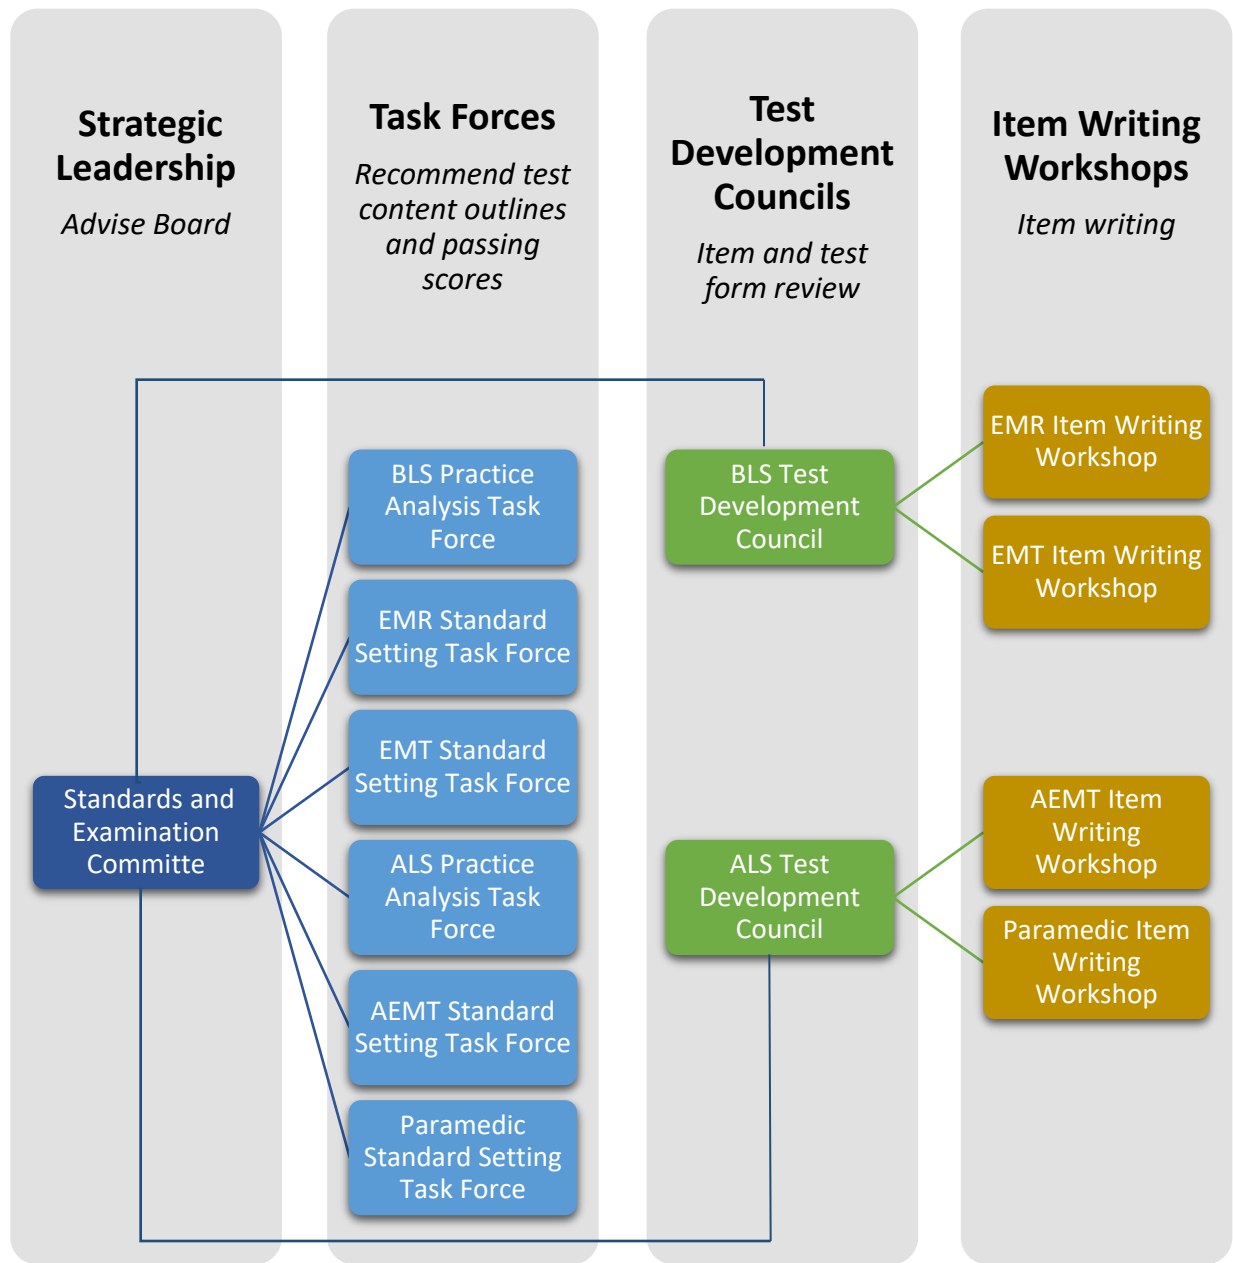 Strategic
Leadership
Advise Board
Task Forces
Recommend test
content outlines
and passing
scores
Test
Development
Councils
Item and test
form review
Item Writing
Workshops
Item writing
Standards and
Examination
Committe
BLS Practice
Analysis Task
Force
EMR Standard
Setting Task Force
EMT Standard
Setting Task Force
ALS Practice
Analysis Task
Force
AEMT Standard
Setting Task Force
Paramedic
Standard Setting
Task Force
BLS Test
Development
Council
ALS Test
Development
Council
EMR Item Writing
Workshop
EMT Item Writing
Workshop
AEMT Item
Writing
Workshop
Paramedic Item
Writing
Workshop